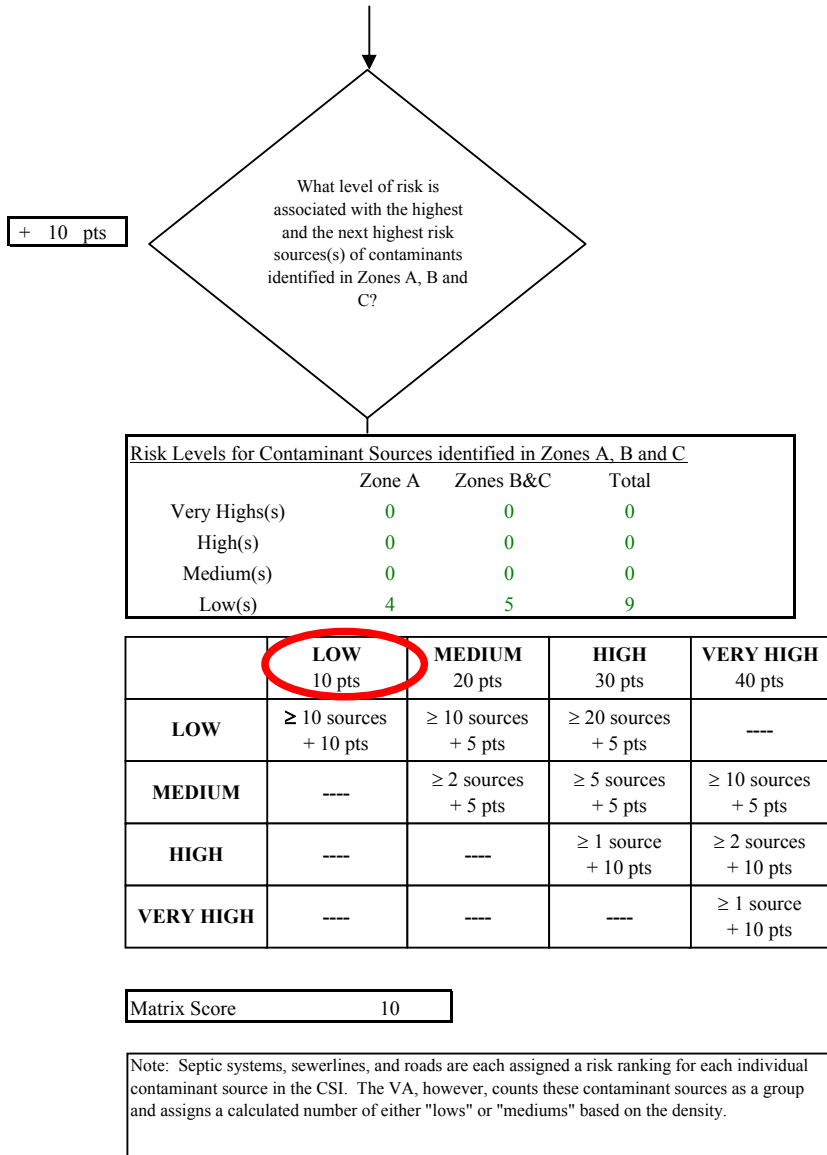 What level of risk is
associated with the highest
and the next highest risk
sources(s) of contaminants
identified in Zones A, B and
C?
+ 10 pts
Risk Levels for Contaminant Sources identified in Zones A, B and C
Zone A Zones B&C Total
Very Highs(s) 0 0 0
High(s) 0 0 0
Medium(s) 0 0 0
Low(s) 4 5 9
LOW MEDIUM HIGH VERY HIGH
10 pts 20 pts 30 pts 40 pts
LOW ≥ 10 sources + 10 pts ≥ 10 sources + 5 pts ≥ 20 sources + 5 pts ----
MEDIUM ---- ≥ 2 sources + 5 pts ≥ 5 sources + 5 pts ≥ 10 sources + 5 pts
HIGH ---- ---- ≥ 1 source + 10 pts ≥ 2 sources + 10 pts
VERY HIGH ---- ---- ---- ≥ 1 source + 10 pts
Matrix Score 10
Note: Septic systems, sewerlines, and roads are each assigned a risk ranking for each individual
contaminant source in the CSI. The VA, however, counts these contaminant sources as a group
and assigns a calculated number of either "lows" or "mediums" based on the density.